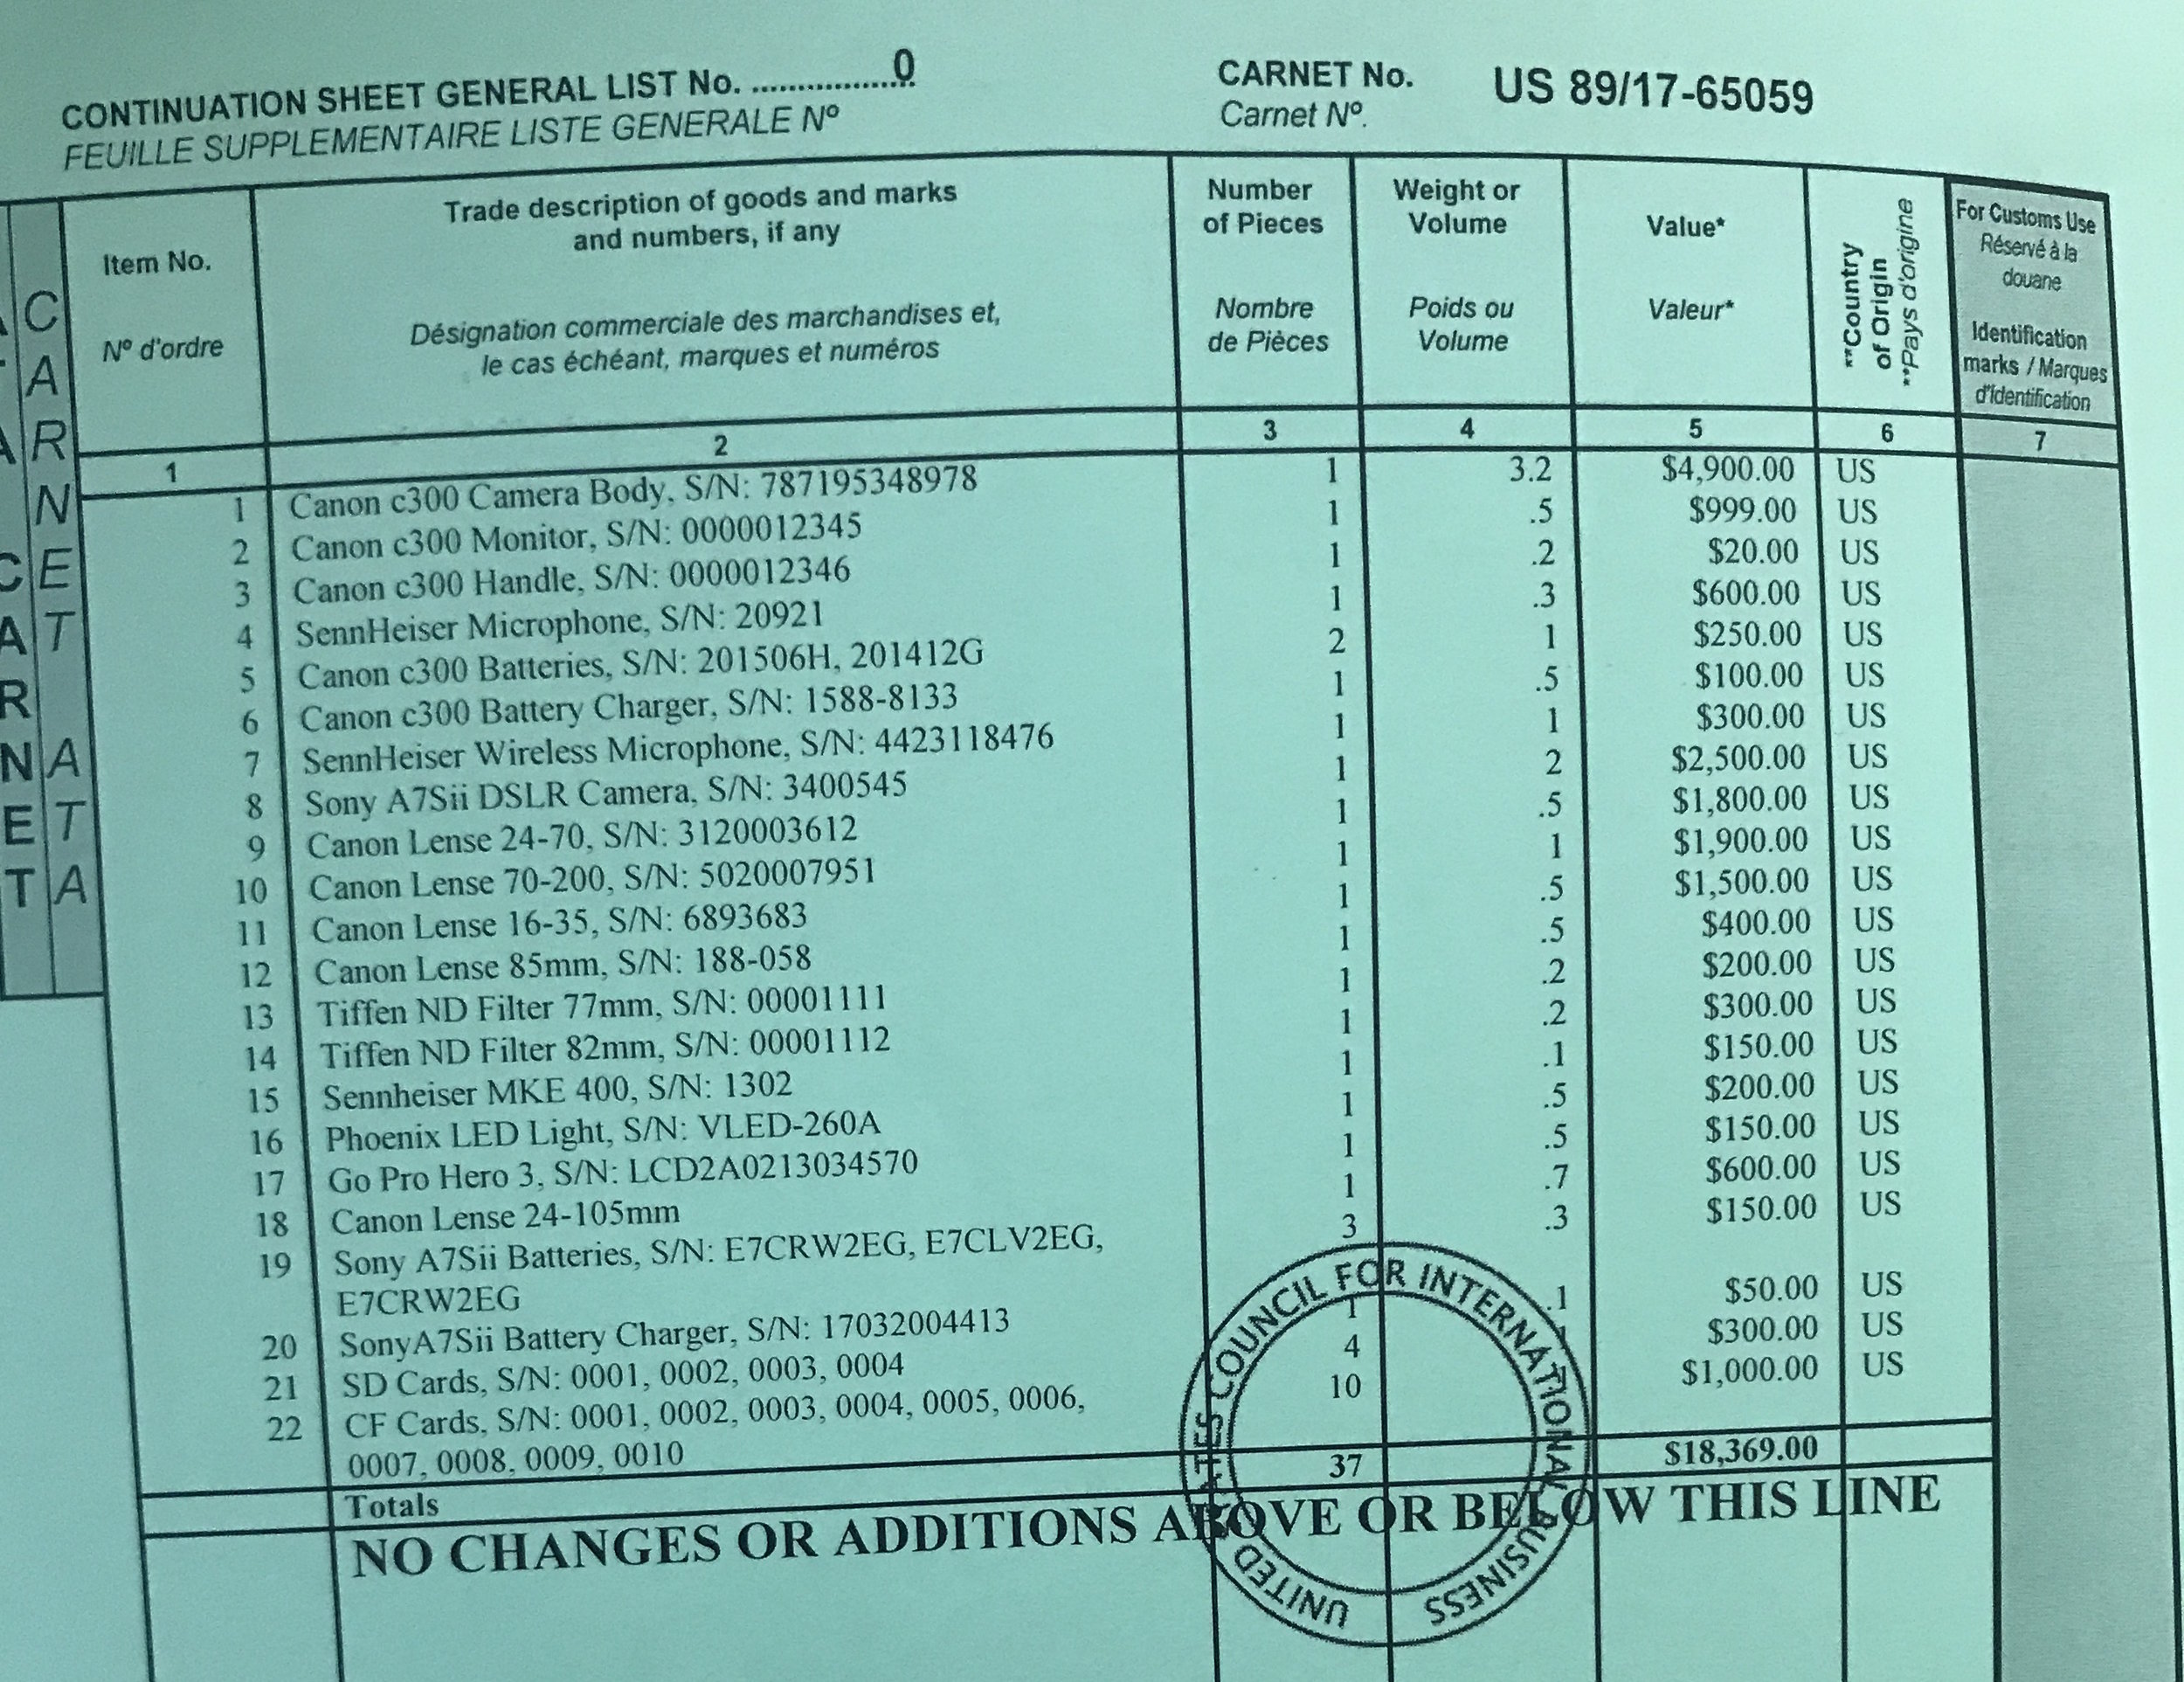 CONTINUATION SHEET GENERAL LIST No. ..................0
FEUILLE SUPPLEMENTAIRE LISTE GENERALE Nº
CARNET No. US 89/17-65059
Carnet Nº.
CARNET ATA
CARNET
Item No.
Nº d'ordre
Trade description of goods and marks
and numbers, if any
Désignation commerciale des marchandises et,
le cas échéant, marques et numéros
Number
of Pieces
Nombre
de Pièces
Weight or
Volume
Poids ou
Volume
Value*
Valeur*
**Country
of Origin
**Pays d'origine
For Customs Use
Réservé à la
douane
Identification
marks / Marques
d'Identification
1 2 3 4 5 6 7
1 Canon c300 Camera Body, S/N: 787195348978 1 3.2 $4,900.00 US
2 Canon c300 Monitor, S/N: 0000012345 1 .5 $999.00 US
3 Canon c300 Handle, S/N: 0000012346 1 .2 $20.00 US
4 SennHeiser Microphone, S/N: 20921 1 .3 $600.00 US
5 Canon c300 Batteries, S/N: 201506H, 201412G 2 1 $250.00 US
6 Canon c300 Battery Charger, S/N: 1588-8133 1 .5 $100.00 US
7 SennHeiser Wireless Microphone, S/N: 4423118476 1 1 $300.00 US
8 Sony A7Sii DSLR Camera, S/N: 3400545 1 2 $2,500.00 US
9 Canon Lense 24-70, S/N: 3120003612 1 .5 $1,800.00 US
10 Canon Lense 70-200, S/N: 5020007951 1 1 $1,900.00 US
11 Canon Lense 16-35, S/N: 6893683 1 .5 $1,500.00 US
12 Canon Lense 85mm, S/N: 188-058 1 .5 $400.00 US
13 Tiffen ND Filter 77mm, S/N: 00001111 1 .2 $200.00 US
14 Tiffen ND Filter 82mm, S/N: 00001112 1 .2 $300.00 US
15 Sennheiser MKE 400, S/N: 1302 1 .1 $150.00 US
16 Phoenix LED Light, S/N: VLED-260A 1 .5 $200.00 US
17 Go Pro Hero 3, S/N: LCD2A0213034570 1 .5 $150.00 US
18 Canon Lense 24-105mm 1 .7 $600.00 US
19 Sony A7Sii Batteries, S/N: E7CRW2EG, E7CLV2EG, 3 .3 $150.00 US
E7CRW2EG
20 SonyA7Sii Battery Charger, S/N: 17032004413 1 .1 $50.00 US
21 SD Cards, S/N: 0001, 0002, 0003, 0004 4 $300.00 US
22 CF Cards, S/N: 0001, 0002, 0003, 0004, 0005, 0006, 10 $1,000.00 US
0007, 0008, 0009, 0010
Totals 37 $18,369.00
NO CHANGES OR ADDITIONS ABOVE OR BELOW THIS LINE
UNITED STATES COUNCIL FOR INTERNATIONAL BUSINESS